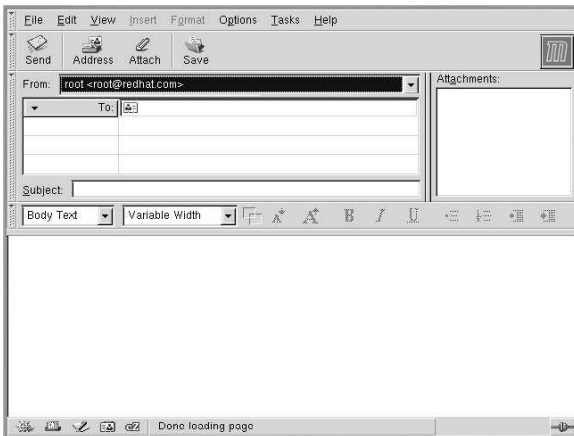 File Edit View Insert Format Options Tasks Help
Send Address Attach Save
From: root <root@redhat.com>
Attachments:
To:
Subject:
Body Text Variable Width B I U
Done loading page